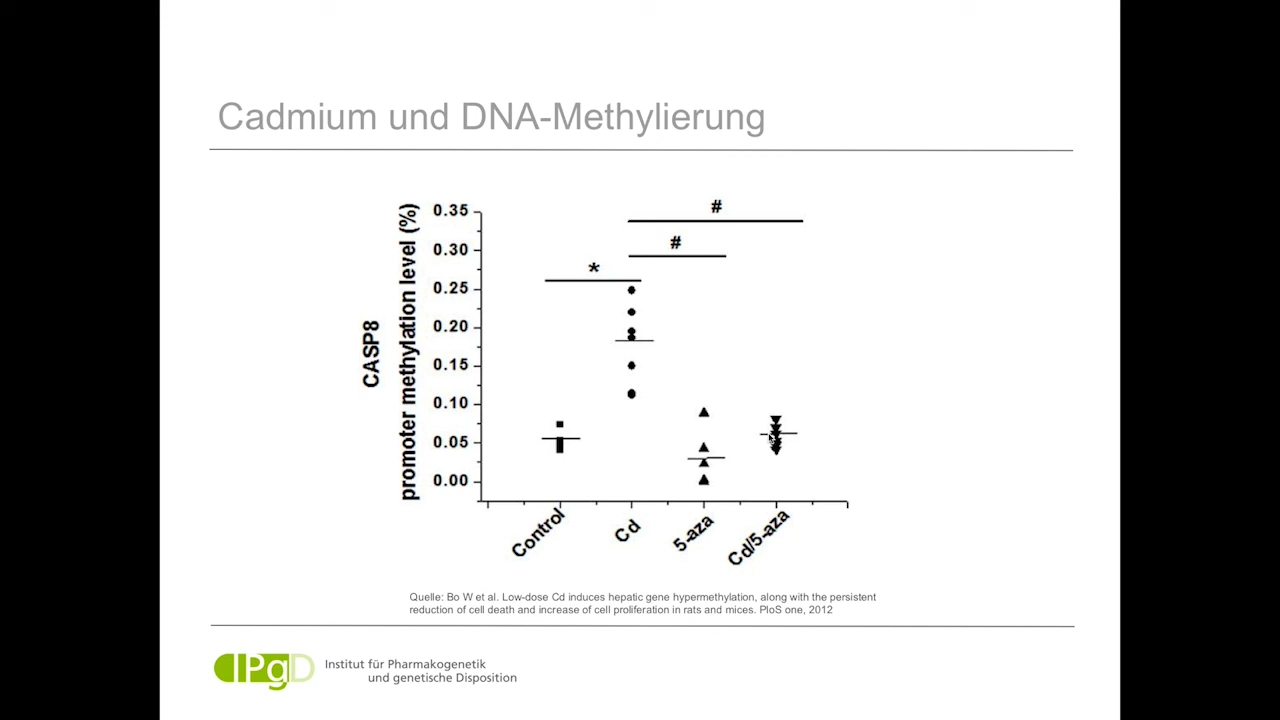 Cadmium und DNA-Methylierung
CASP8
promoter methylation level (%)
0.35
0.30
0.25
0.20
0.15
0.10
0.05
0.00
#
#
*
Control
Cd
5-aza
Cd/5-aza
Quelle: Bo W et al. Low-dose Cd induces hepatic gene hypermethylation, along with the persistent
reduction of cell death and increase of cell proliferation in rats and mices. PloS one, 2012
IPgD
Institut für Pharmakogenetik
und genetische Disposition